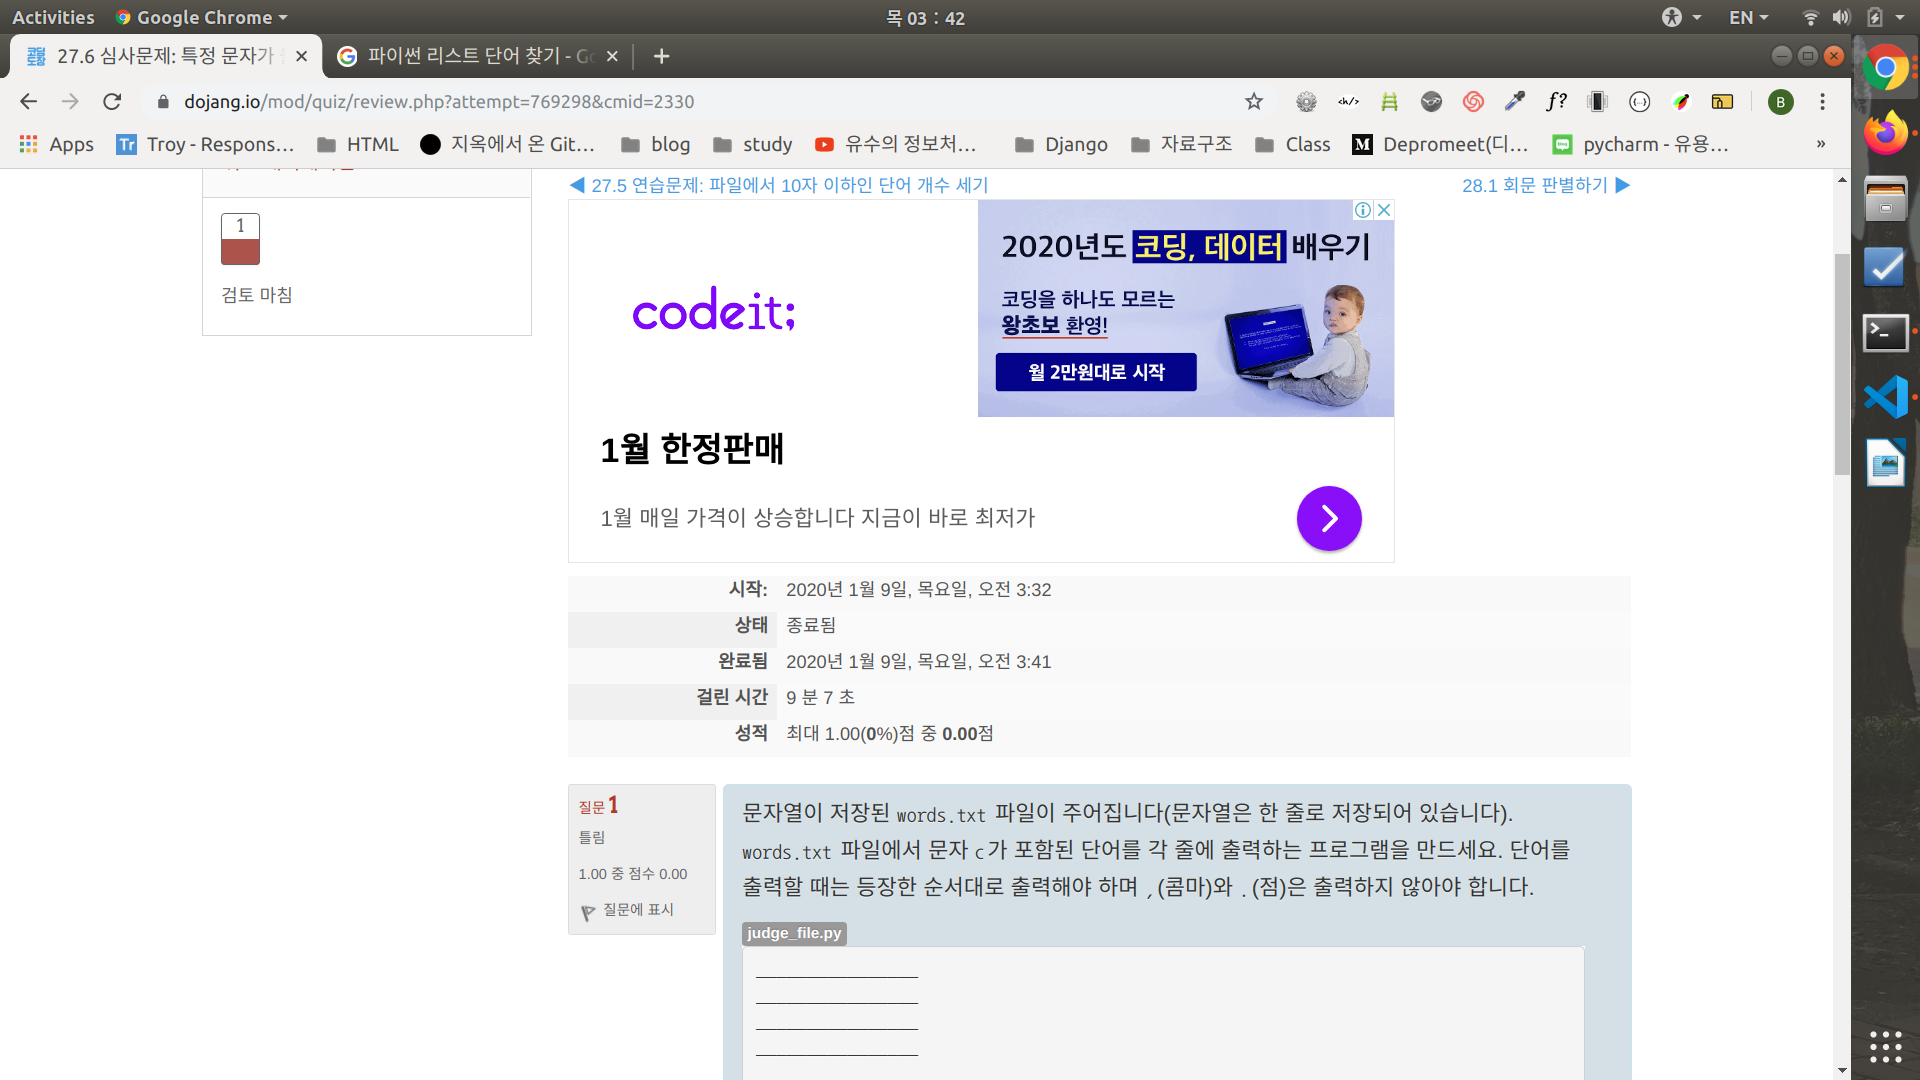 Activities
Google Chrome
목 03 : 42
EN
27.6 심사문제: 특정 문자가
파이썬 리스트 단어 찾기 - Go
dojang.io/mod/quiz/review.php?attempt=769298&cmid=2330
<h/>
f?
B
Apps
Tr
Troy - Respons...
HTML
지옥에서 온 Git...
blog
study
유수의 정보처...
Django
자료구조
Class
M
Depromeet(디...
pycharm - 유용...
»
◀ 27.5 연습문제: 파일에서 10자 이하인 단어 개수 세기
28.1 회문 판별하기 ▶
1
검토 마침
codeit;
2020년도 코딩, 데이터 배우기
코딩을 하나도 모르는
왕초보 환영!
월 2만원대로 시작
1월 한정판매
1월 매일 가격이 상승합니다 지금이 바로 최저가
시작: 2020년 1월 9일, 목요일, 오전 3:32
상태 종료됨
완료됨 2020년 1월 9일, 목요일, 오전 3:41
걸린 시간 9 분 7 초
성적 최대 1.00(0%)점 중 0.00점
질문 1
틀림
1.00 중 점수 0.00
질문에 표시
문자열이 저장된 words.txt 파일이 주어집니다(문자열은 한 줄로 저장되어 있습니다).
words.txt 파일에서 문자 c가 포함된 단어를 각 줄에 출력하는 프로그램을 만드세요. 단어를
출력할 때는 등장한 순서대로 출력해야 하며 ,(콤마)와 .(점)은 출력하지 않아야 합니다.
judge_file.py
________________
________________
________________
________________